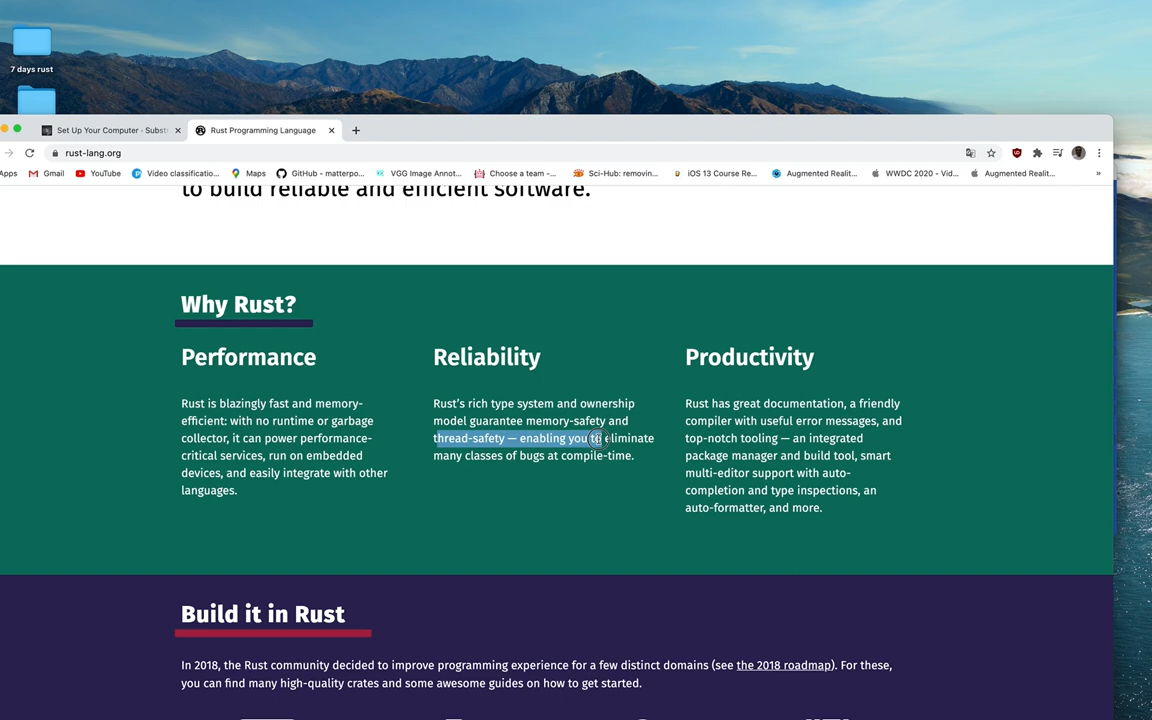 7 days rust
Set Up Your Computer · Subst
Rust Programming Language
rust-lang.org
Apps
Gmail
YouTube
Video classificatio...
Maps
GitHub - matterpo...
VGG Image Annot...
Choose a team -...
Sci-Hub: removin...
iOS 13 Course Re...
Augmented Realit...
WWDC 2020 - Vid...
Augmented Realit...
»
to build reliable and efficient software.
Why Rust?
Performance
Rust is blazingly fast and memory-
efficient: with no runtime or garbage
collector, it can power performance-
critical services, run on embedded
devices, and easily integrate with other
languages.
Reliability
Rust’s rich type system and ownership
model guarantee memory-safety and
thread-safety — enabling you to eliminate
many classes of bugs at compile-time.
Productivity
Rust has great documentation, a friendly
compiler with useful error messages, and
top-notch tooling — an integrated
package manager and build tool, smart
multi-editor support with auto-
completion and type inspections, an
auto-formatter, and more.
Build it in Rust
In 2018, the Rust community decided to improve programming experience for a few distinct domains (see the 2018 roadmap). For these,
you can find many high-quality crates and some awesome guides on how to get started.